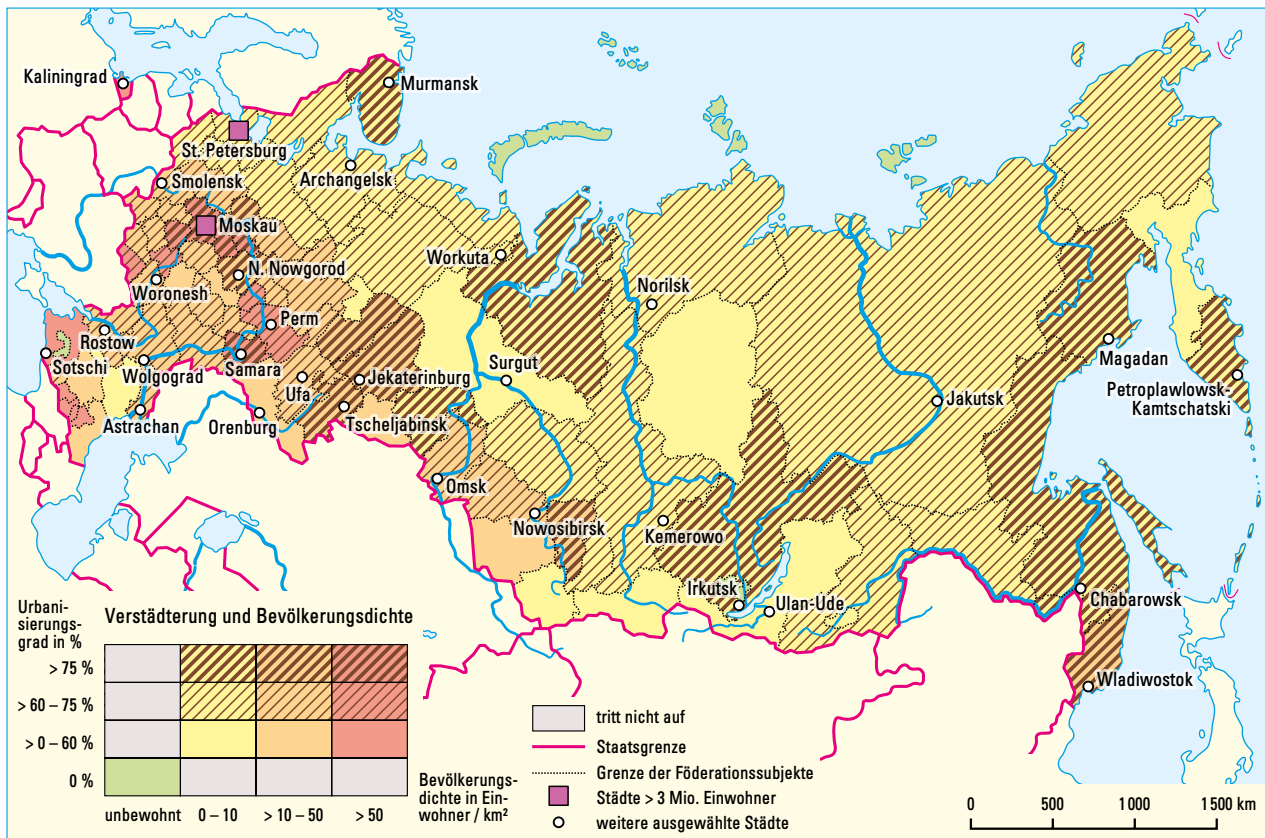 Kaliningrad
Murmansk
St. Petersburg
Archangelsk
Smolensk
Moskau
Workuta
N. Nowgorod
Woronesh
Norilsk
Perm
Rostow
Sotschi
Samara
Wolgograd
Surgut
Magadan
Jekaterinburg
Ufa
Petroplawlowsk-
Kamtschatski
Jakutsk
Astrachan
Orenburg
Tscheljabinsk
Omsk
Nowosibirsk
Kemerowo
Irkutsk
Ulan-Ude
Chabarowsk
Wladiwostok
Urbani-
sierungs-
grad in %
Verstädterung und Bevölkerungsdichte
> 75 %
> 60 – 75 %
> 0 – 60 %
0 %
unbewohnt
0 – 10
> 10 – 50
> 50
Bevölkerungs-
dichte in Ein-
wohner / km²
tritt nicht auf
Staatsgrenze
Grenze der Föderationssubjekte
Städte > 3 Mio. Einwohner
weitere ausgewählte Städte
0 500 1000 1500 km